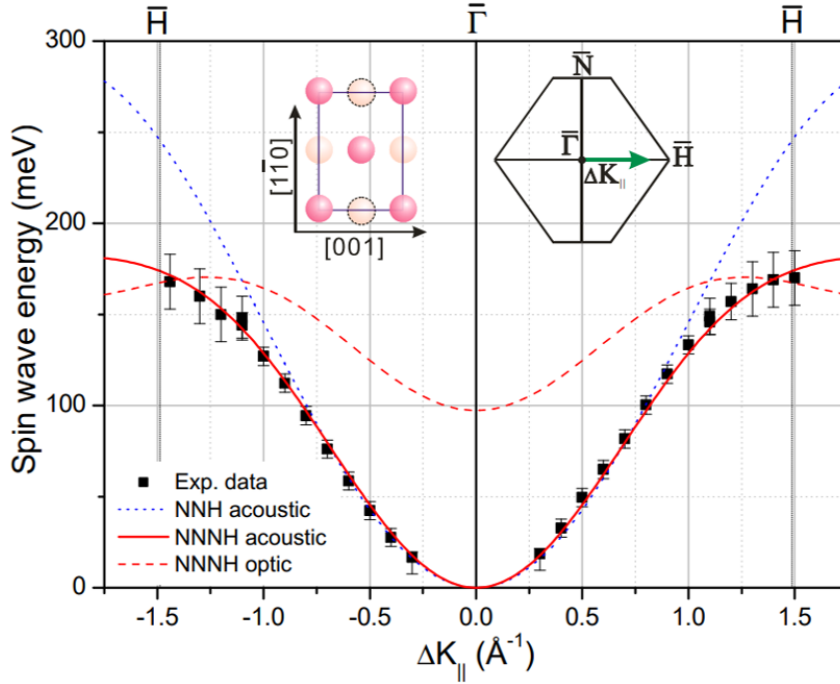 H̅ Γ̅ H̅
300
200
100
0
Spin wave energy (meV)
[1̅10]
[001]
N̅
Γ̅
H̅
ΔK∥
Exp. data
NNH acoustic
NNNH acoustic
NNNH optic
-1.5 -1.0 -0.5 0.0 0.5 1.0 1.5
ΔK∥ (Å⁻¹)